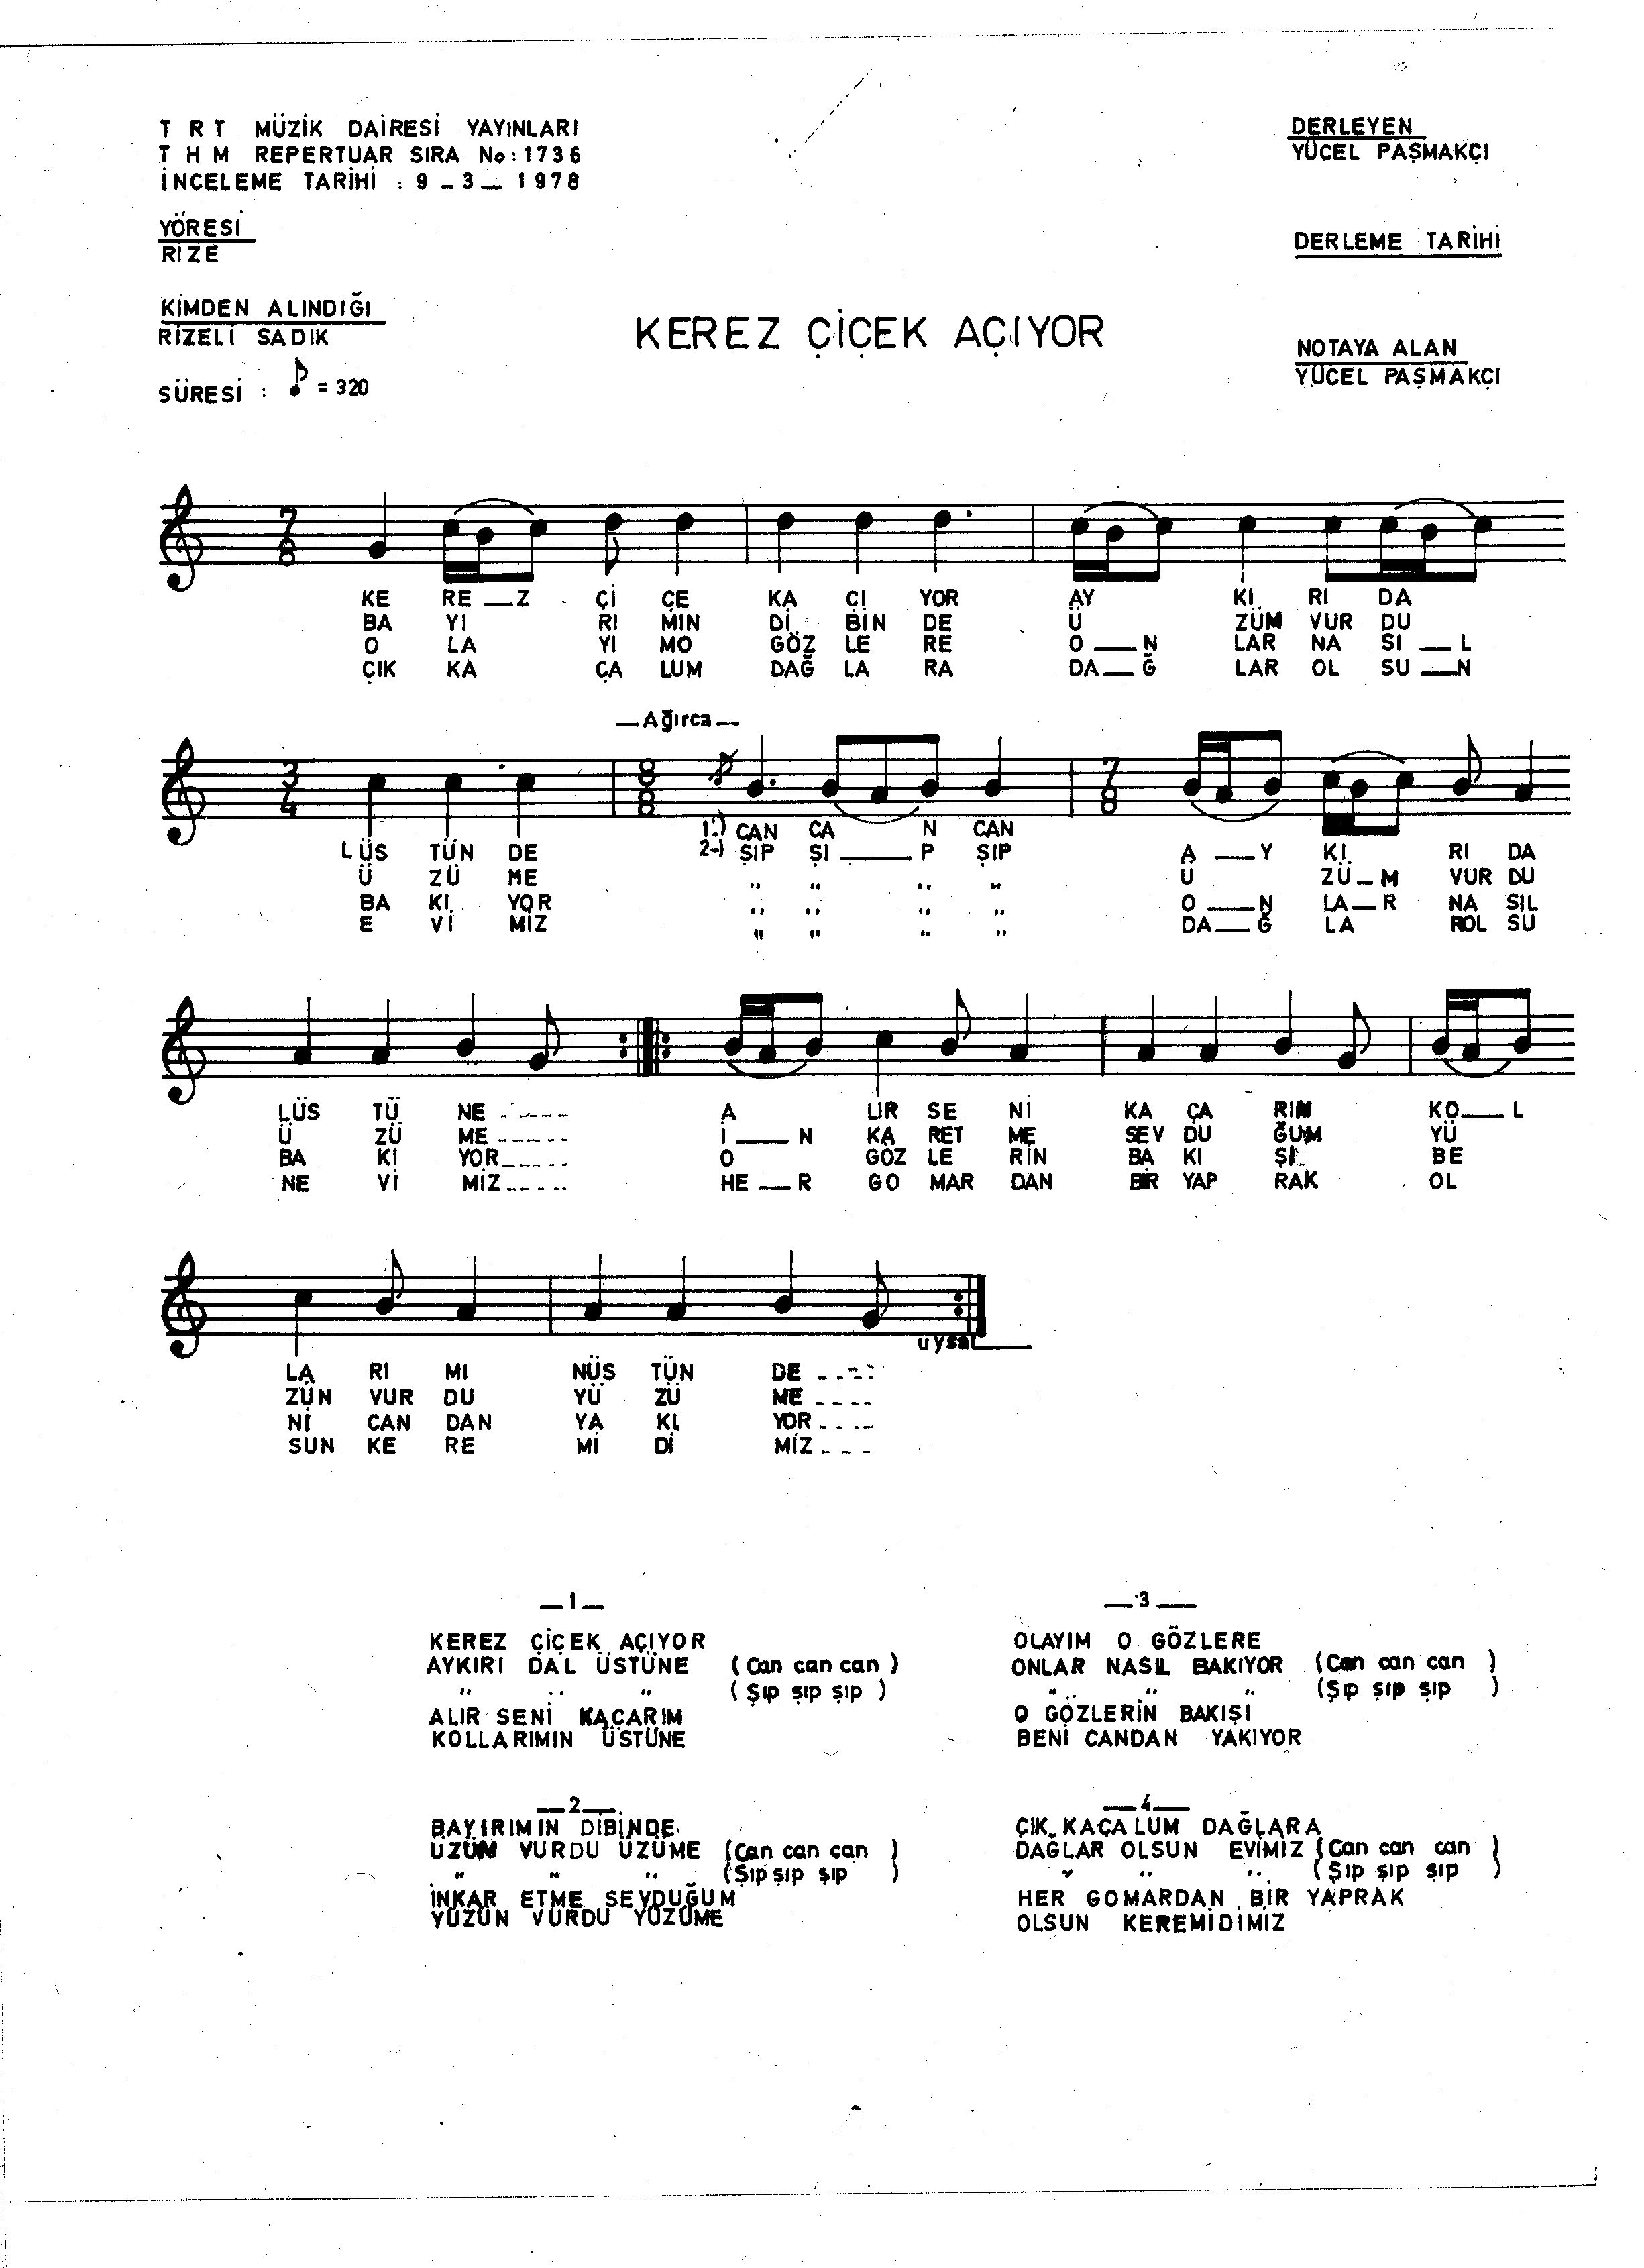 T R T MÜZİK DAİRESİ YAYıNLARI
T H M REPERTUAR SIRA No:1736
İNCELEME TARİHİ : 9_3_ 1978
YÖRESİ
RİZE
KİMDEN ALINDIĞI
RİZELİ SADIK
SÜRESİ : ♪ = 320
DERLEYEN
YÜCEL PAŞMAKÇI
DERLEME TARİHİ
NOTAYA ALAN
YÜCEL PAŞMAKÇI
KEREZ ÇİÇEK AÇIYOR
7 8
KE RE _ Z Çİ ÇE KA ÇI YOR AY KI RI DA
BA YI RI MIN Dİ BİN DE Ü ZÜM VUR DU
O LA YI MO GÖZ LE RE O _ N LAR NA SI _ L
ÇIK KA ÇA LUM DAĞ LA RA DA _ Ğ LAR OL SU _ N
_ Ağırca _
3 4 8 8 7 8
1-) CAN CA N CAN
LÜS TÜN DE 2-) ŞIP ŞI _ P ŞIP A _ Y KI RI DA
Ü ZÜ ME " " " " Ü ZÜ _ M VUR DU
BA KI YOR " " " " O _ N LA _ R NA SIL
E Vİ MİZ " " " " DA _ Ğ LA ROL SU
LÜS TÜ NE ----- A LIR SE Nİ KA ÇA RIM KO _ L
Ü ZÜ ME ------ İ _ N KA RET ME SEV DU ĞUM YÜ
BA KI YOR ----- O GÖZ LE RİN BA KI ŞI BE
NE Vİ MİZ ----- HE _ R GO MAR DAN BİR YAP RAK OL
uysal
LA RI MI NÜS TÜN DE -----
ZÜN VUR DU YÜ ZÜ ME ----
Nİ CAN DAN YA KI YOR ----
SUN KE RE Mİ Dİ MİZ ---
_ 1 _
KEREZ ÇİÇEK AÇIYOR
AYKIRI DAL ÜSTÜNE (Can can can)
" " " (Şıp şıp şıp)
ALIR SENİ KAÇARIM
KOLLARIMIN ÜSTÜNE
_ 2 _
BAYIRIMIN DİBİNDE
ÜZÜM VURDU ÜZÜME (Can can can)
" " " (Şıp şıp şıp)
İNKAR ETME SEVDUĞUM
YÜZÜN VURDU YÜZÜME
_ 3 _
OLAYIM O GÖZLERE
ONLAR NASIL BAKIYOR (Can can can)
" " " (Şıp şıp şıp)
O GÖZLERİN BAKIŞI
BENİ CANDAN YAKIYOR
_ 4 _
ÇIK KAÇALUM DAĞLARA
DAĞLAR OLSUN EVİMİZ (Can can can)
" " " (Şıp şıp şıp)
HER GOMARDAN BİR YAPRAK
OLSUN KEREMİDİMİZ